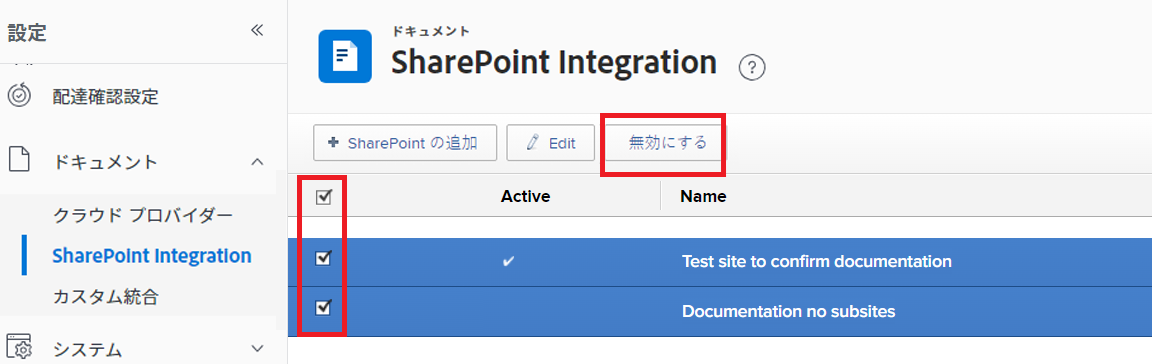 設定
配達確認設定
ドキュメント
クラウド プロバイダー
SharePoint Integration
カスタム統合
システム
ドキュメント
SharePoint Integration
SharePoint の追加
Edit
無効にする
Active Name
Test site to confirm documentation
Documentation no subsites